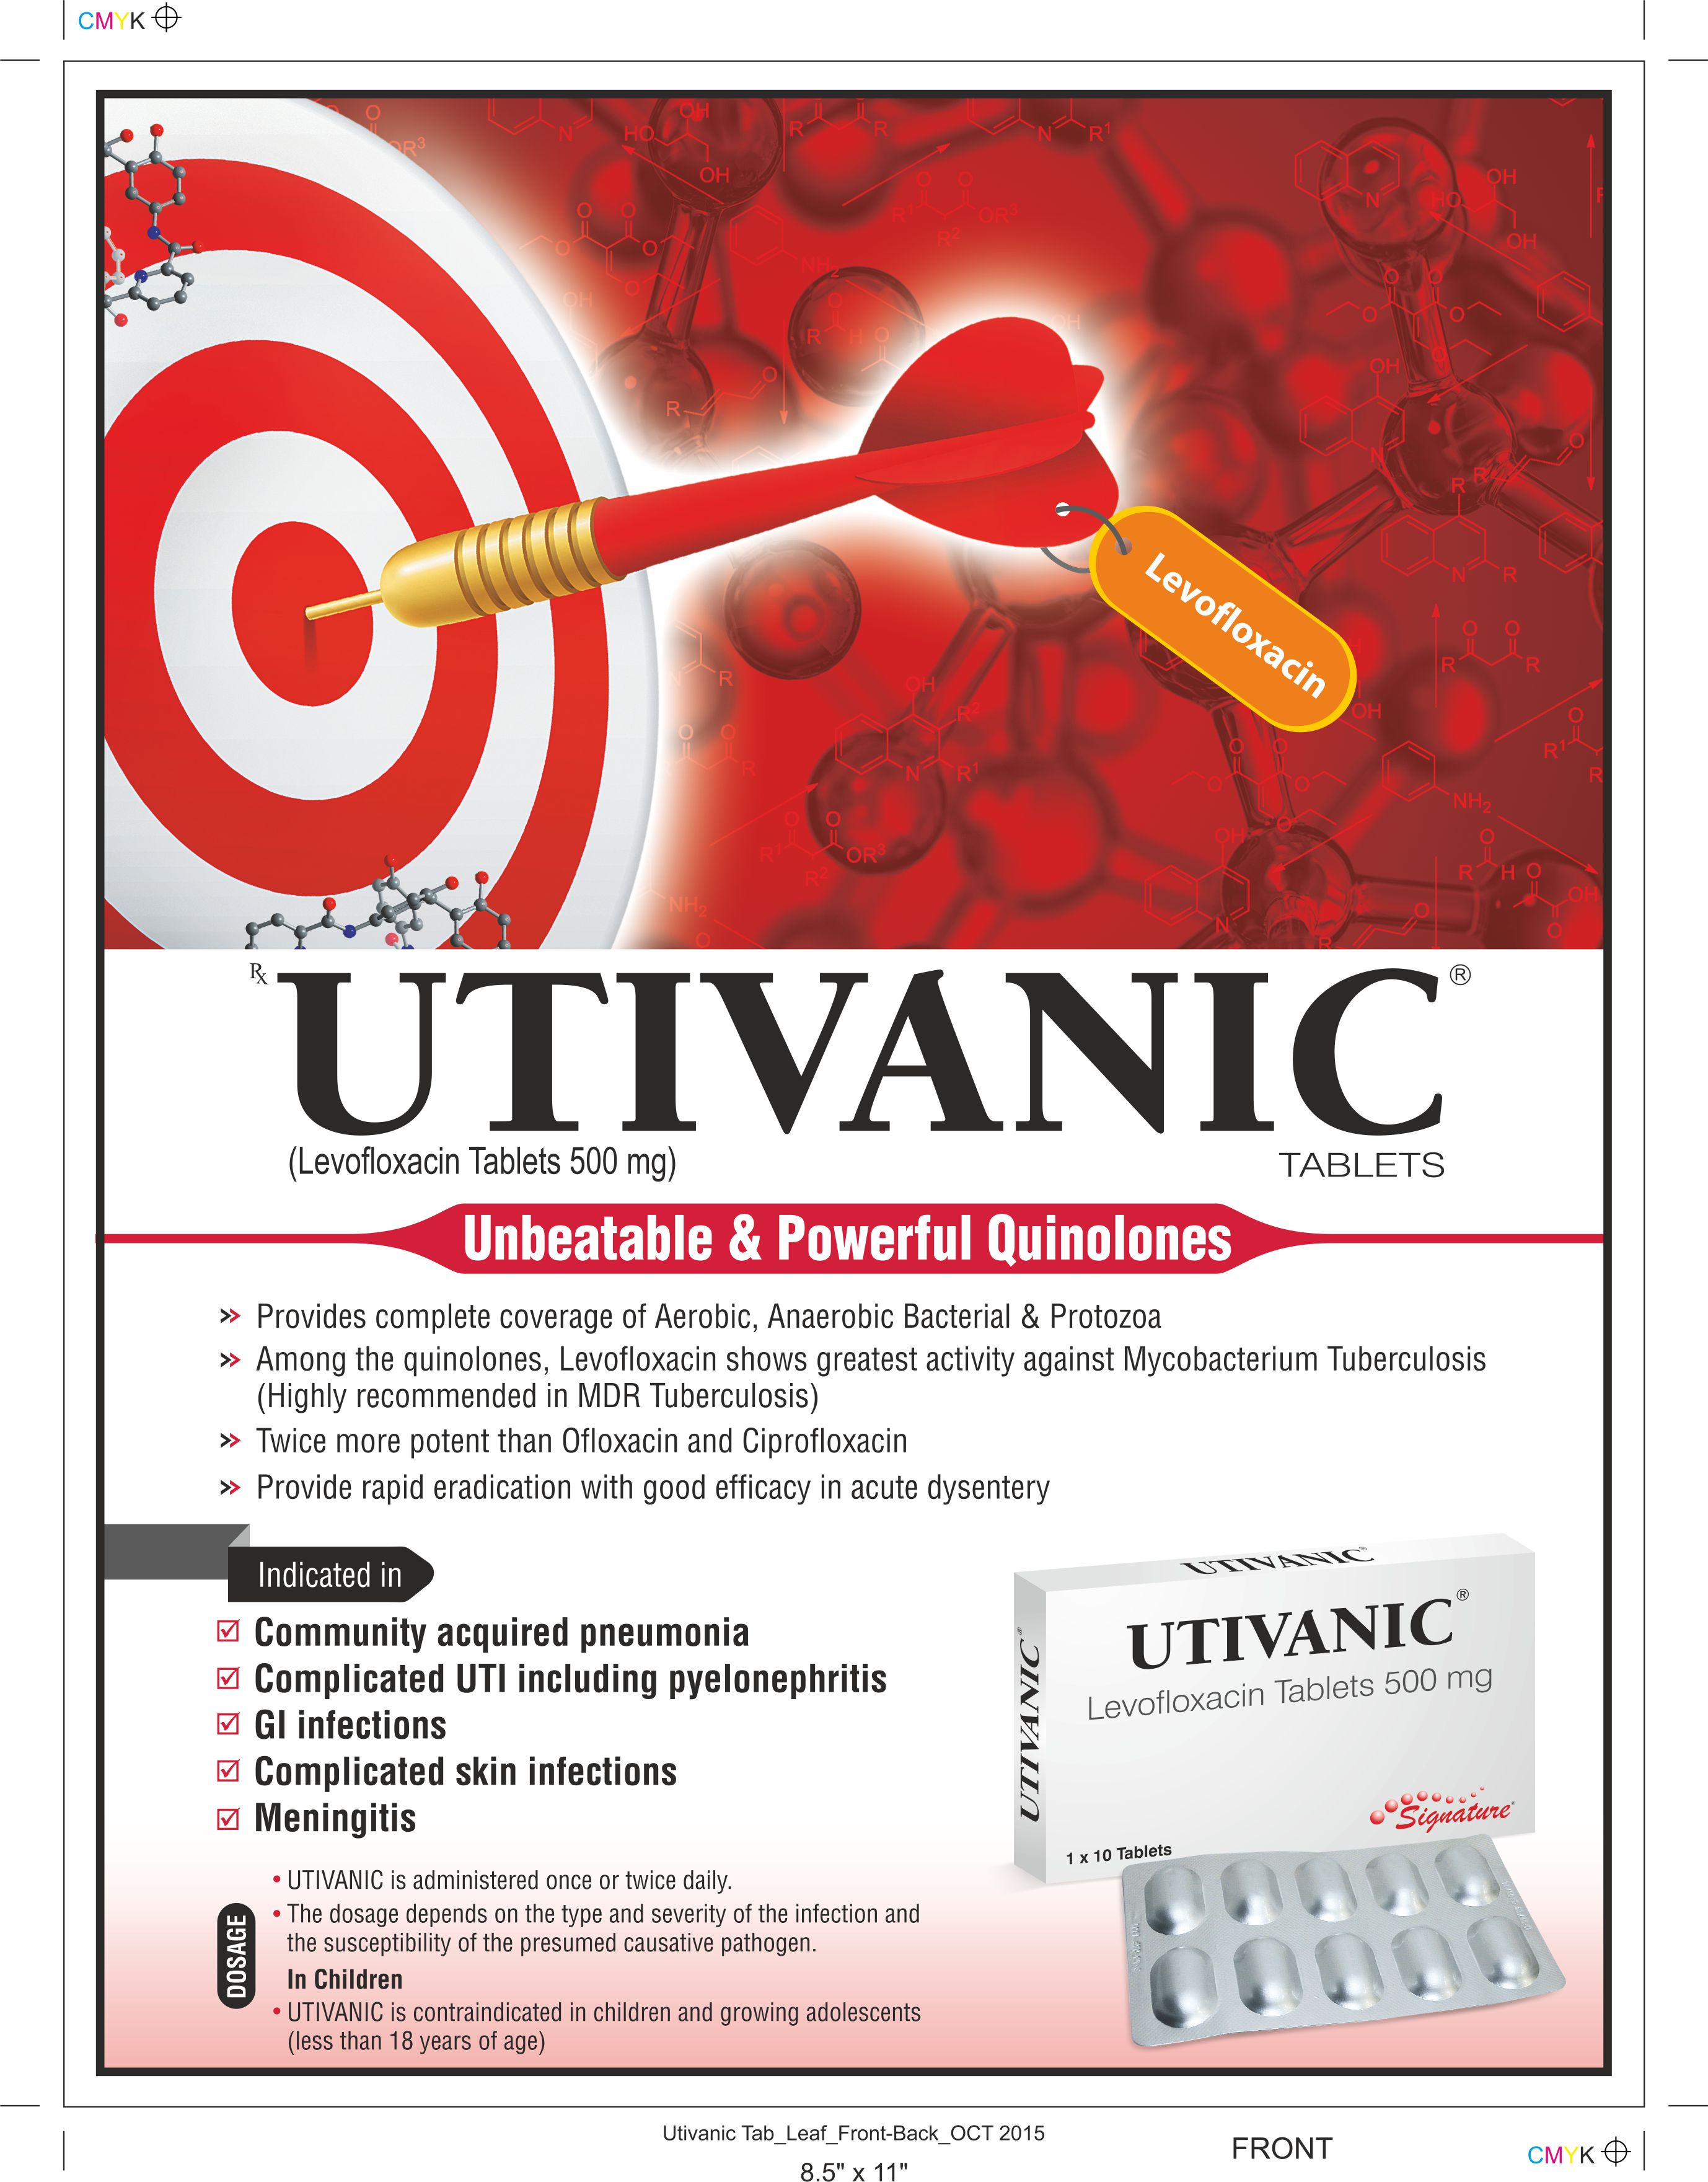 CMYK
Levofloxacin
Rx UTIVANIC®
(Levofloxacin Tablets 500 mg)
TABLETS
Unbeatable & Powerful Quinolones
» Provides complete coverage of Aerobic, Anaerobic Bacterial & Protozoa
» Among the quinolones, Levofloxacin shows greatest activity against Mycobacterium Tuberculosis
(Highly recommended in MDR Tuberculosis)
» Twice more potent than Ofloxacin and Ciprofloxacin
» Provide rapid eradication with good efficacy in acute dysentery
Indicated in
Community acquired pneumonia
Complicated UTI including pyelonephritis
GI infections
Complicated skin infections
Meningitis
DOSAGE
• UTIVANIC is administered once or twice daily.
• The dosage depends on the type and severity of the infection and
the susceptibility of the presumed causative pathogen.
In Children
• UTIVANIC is contraindicated in children and growing adolescents
(less than 18 years of age)
UTIVANIC®
UTIVANIC®
UTIVANIC®
Levofloxacin Tablets 500 mg
Signature®
1 x 10 Tablets
Utivanic Tab_Leaf_Front-Back_OCT 2015
8.5" x 11"
FRONT
CMYK